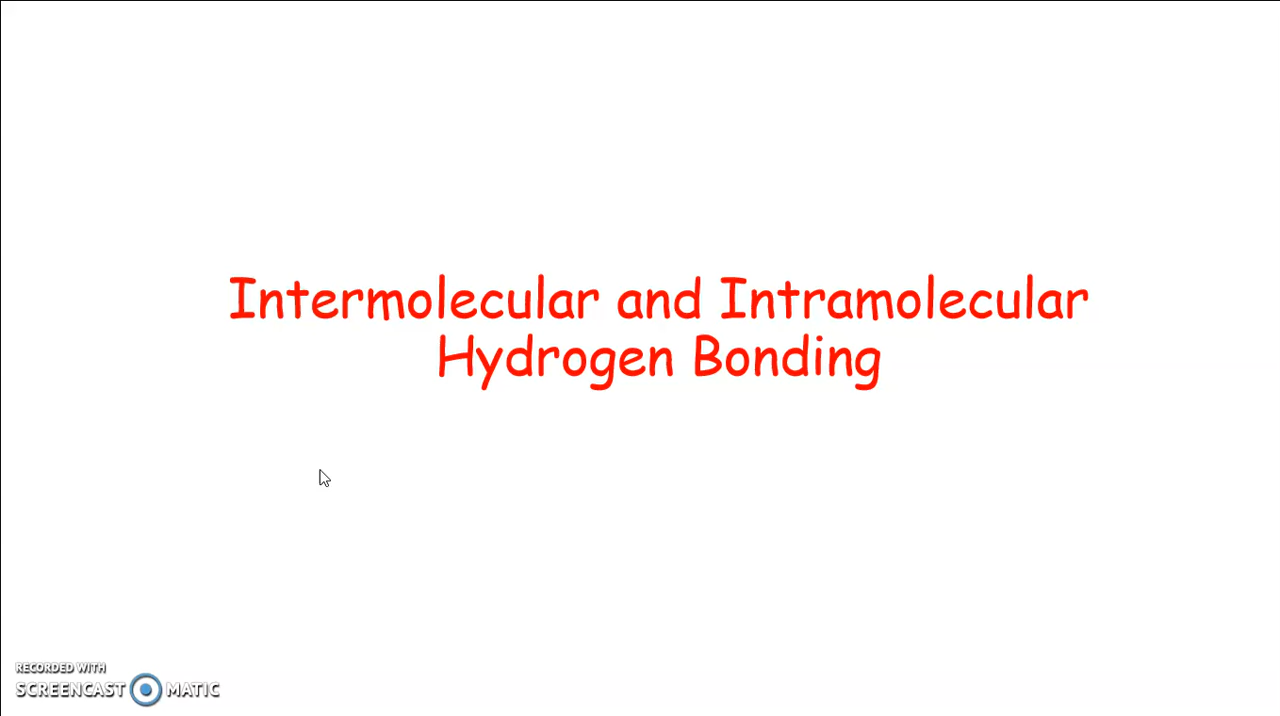 Intermolecular and Intramolecular
Hydrogen Bonding
RECORDED WITH
SCREENCAST MATIC